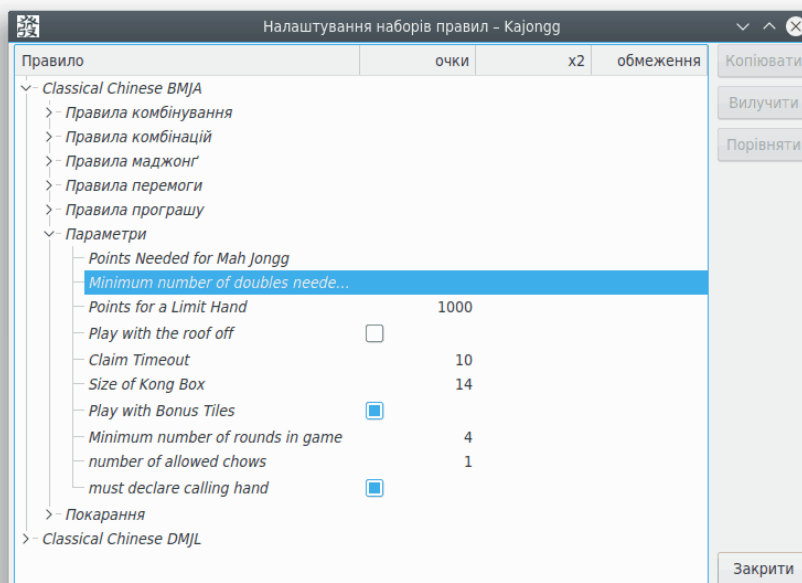 Налаштування наборів правил – Kajongg
Правило очки x2 обмеження
Копіювати
Classical Chinese BMJA
Вилучити
Правила комбінування
Правила комбінацій
Порівняти
Правила маджонґ
Правила перемоги
Правила програшу
Параметри
Points Needed for Mah Jongg
Minimum number of doubles neede...
Points for a Limit Hand 1000
Play with the roof off
Claim Timeout 10
Size of Kong Box 14
Play with Bonus Tiles
Minimum number of rounds in game 4
number of allowed chows 1
must declare calling hand
Покарання
Classical Chinese DMJL
Закрити